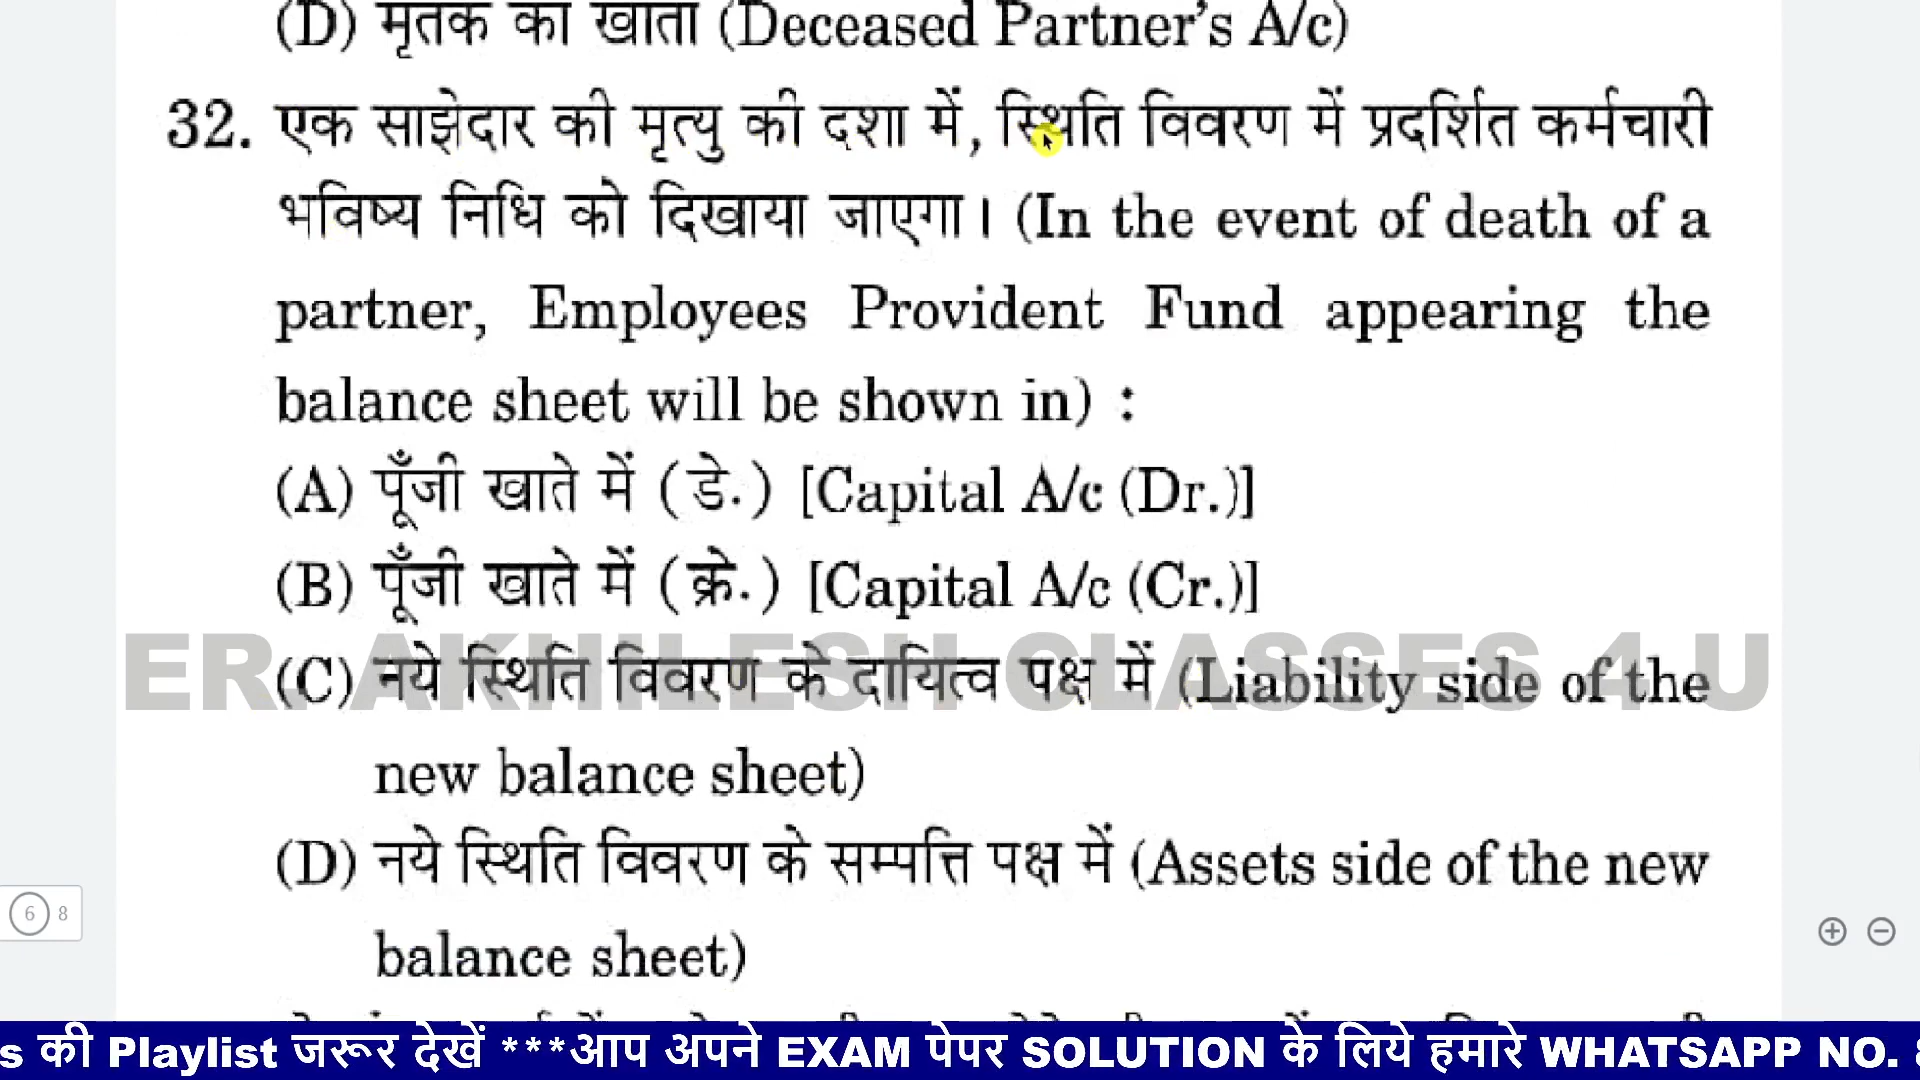 (D) मृतक का खाता (Deceased Partner's A/c)
32. एक साझेदार की मृत्यु की दशा में, स्थिति विवरण में प्रदर्शित कर्मचारी
भविष्य निधि को दिखाया जाएगा। (In the event of death of a
partner, Employees Provident Fund appearing the
balance sheet will be shown in) :
(A) पूँजी खाते में (डे.) [Capital A/c (Dr.)]
(B) पूँजी खाते में (क्रे.) [Capital A/c (Cr.)]
ER. AKHILESH CLASSES 4 U
(C) नये स्थिति विवरण के दायित्व पक्ष में (Liability side of the
new balance sheet)
(D) नये स्थिति विवरण के सम्पत्ति पक्ष में (Assets side of the new
balance sheet)
6 8
s की Playlist जरूर देखें ***आप अपने EXAM पेपर SOLUTION के लिये हमारे WHATSAPP NO.